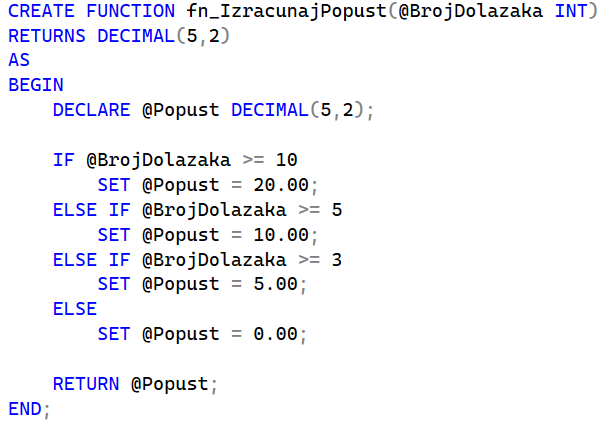 CREATE FUNCTION fn_IzracunajPopust(@BrojDolazaka INT)
RETURNS DECIMAL(5,2)
AS
BEGIN
    DECLARE @Popust DECIMAL(5,2);

    IF @BrojDolazaka >= 10
        SET @Popust = 20.00;
    ELSE IF @BrojDolazaka >= 5
        SET @Popust = 10.00;
    ELSE IF @BrojDolazaka >= 3
        SET @Popust = 5.00;
    ELSE
        SET @Popust = 0.00;

    RETURN @Popust;
END;